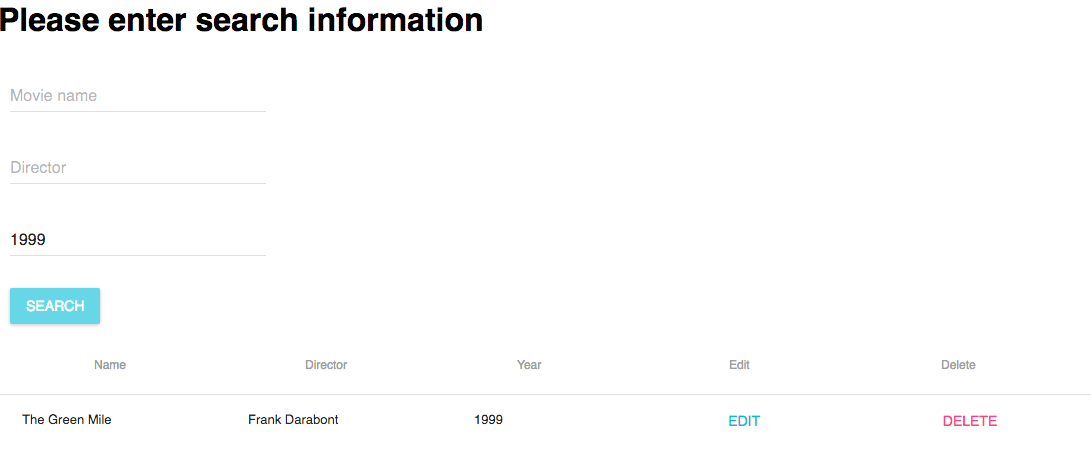 Please enter search information
Movie name
Director
1999
SEARCH
Name Director Year Edit Delete
The Green Mile Frank Darabont 1999 EDIT DELETE